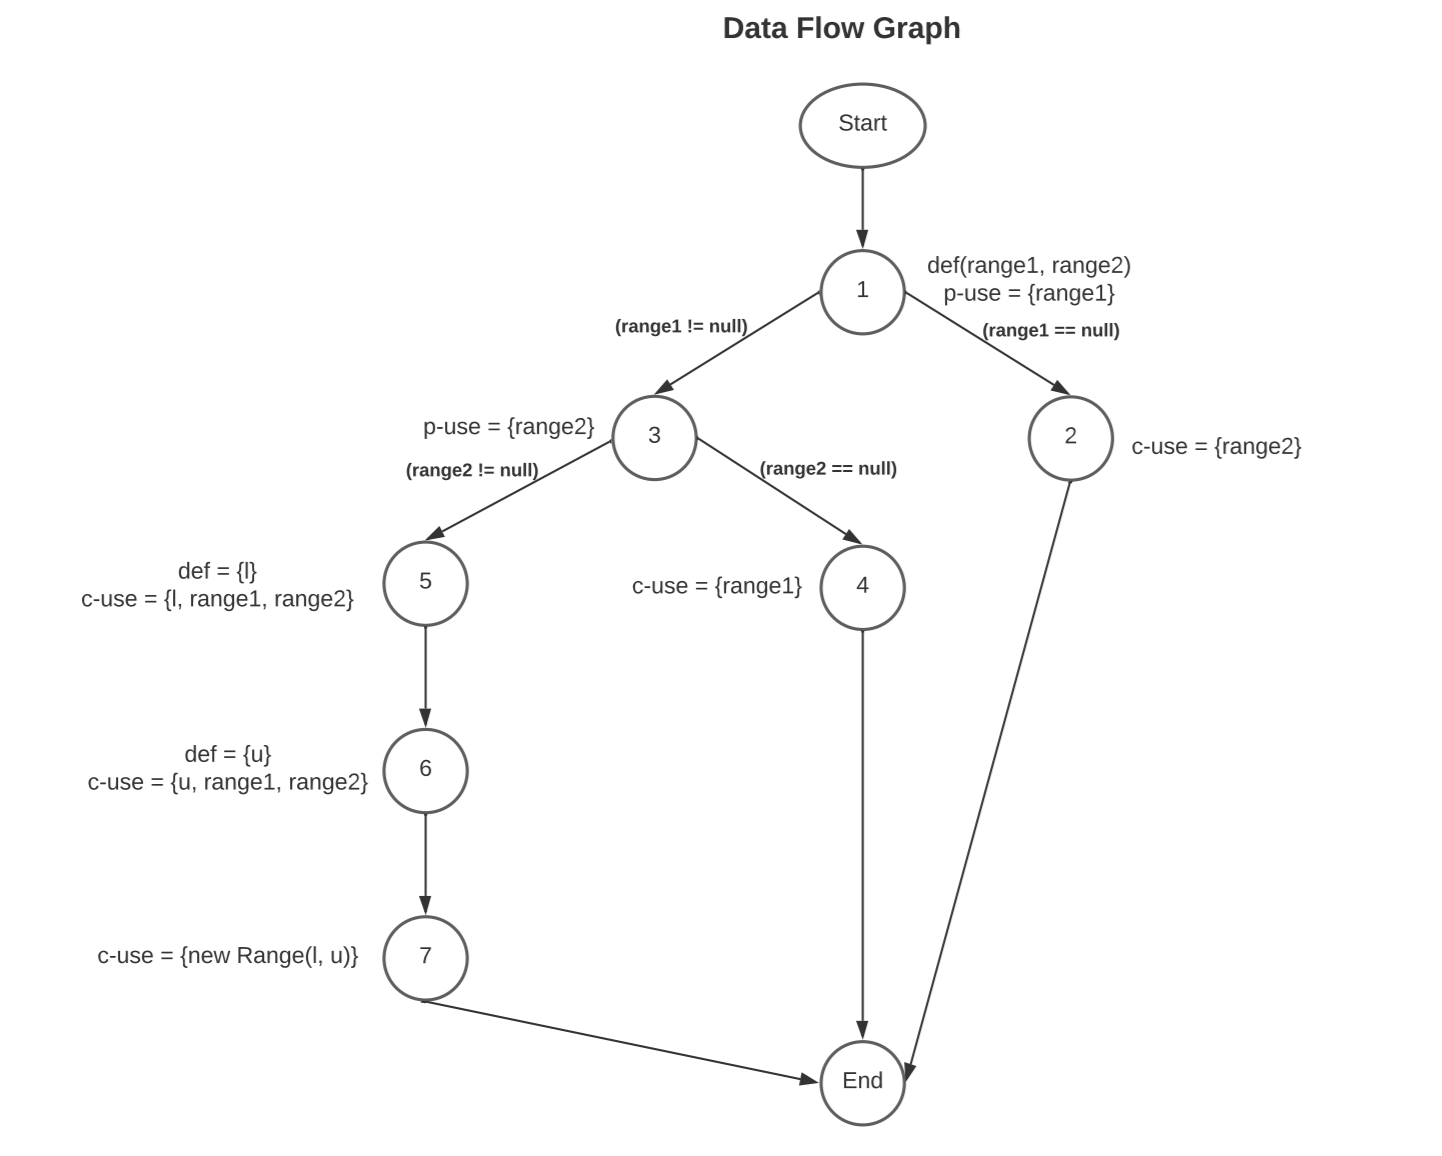 Data Flow Graph
Start
1
def(range1, range2)
p-use = {range1}
(range1 != null)
(range1 == null)
p-use = {range2}
3
2
c-use = {range2}
(range2 != null)
(range2 == null)
def = {l}
c-use = {l, range1, range2}
5
c-use = {range1}
4
def = {u}
c-use = {u, range1, range2}
6
c-use = {new Range(l, u)}
7
End